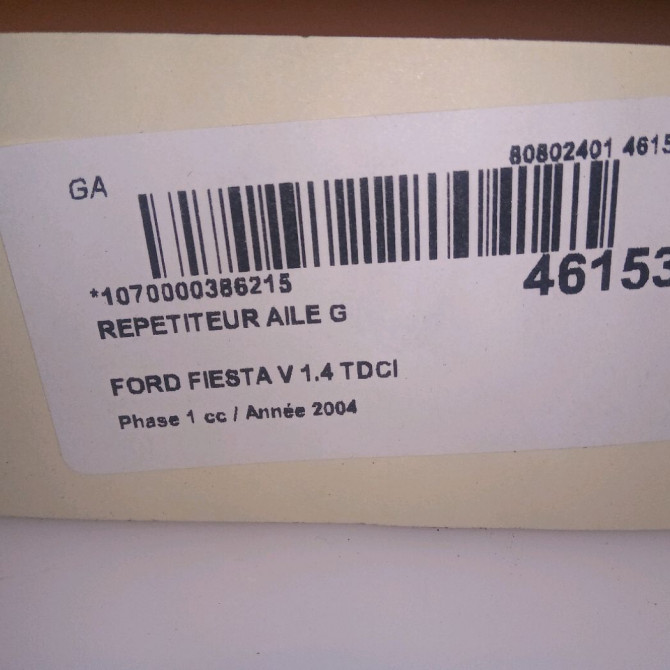 GA
80802401 4615
*1070000386215
46153
REPETITEUR AILE G
FORD FIESTA V 1.4 TDCI
Phase 1 cc / Année 2004